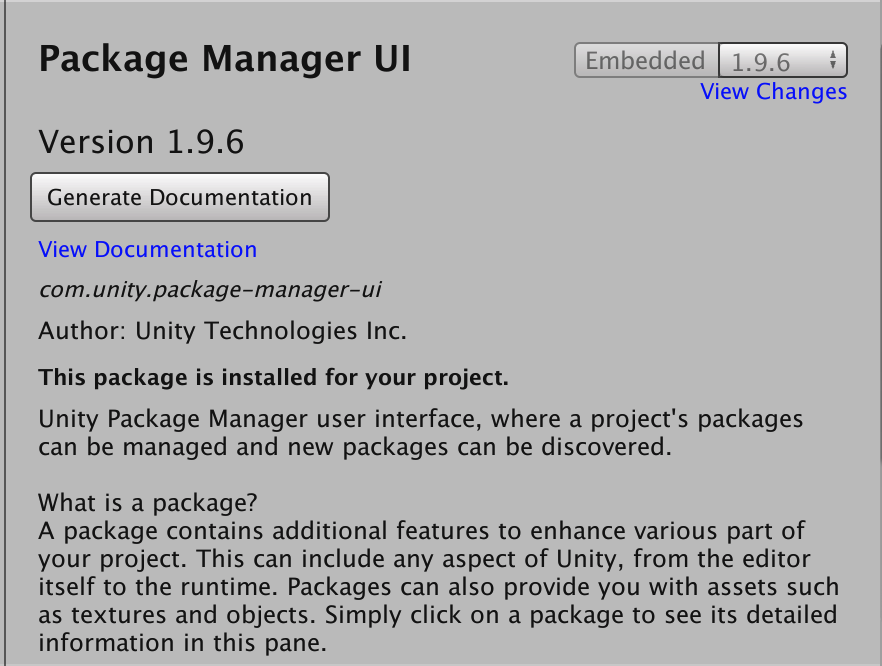 Package Manager UI
Embedded 1.9.6
View Changes
Version 1.9.6
Generate Documentation
View Documentation
com.unity.package-manager-ui
Author: Unity Technologies Inc.
This package is installed for your project.
Unity Package Manager user interface, where a project's packages
can be managed and new packages can be discovered.
What is a package?
A package contains additional features to enhance various part of
your project. This can include any aspect of Unity, from the editor
itself to the runtime. Packages can also provide you with assets such
as textures and objects. Simply click on a package to see its detailed
information in this pane.